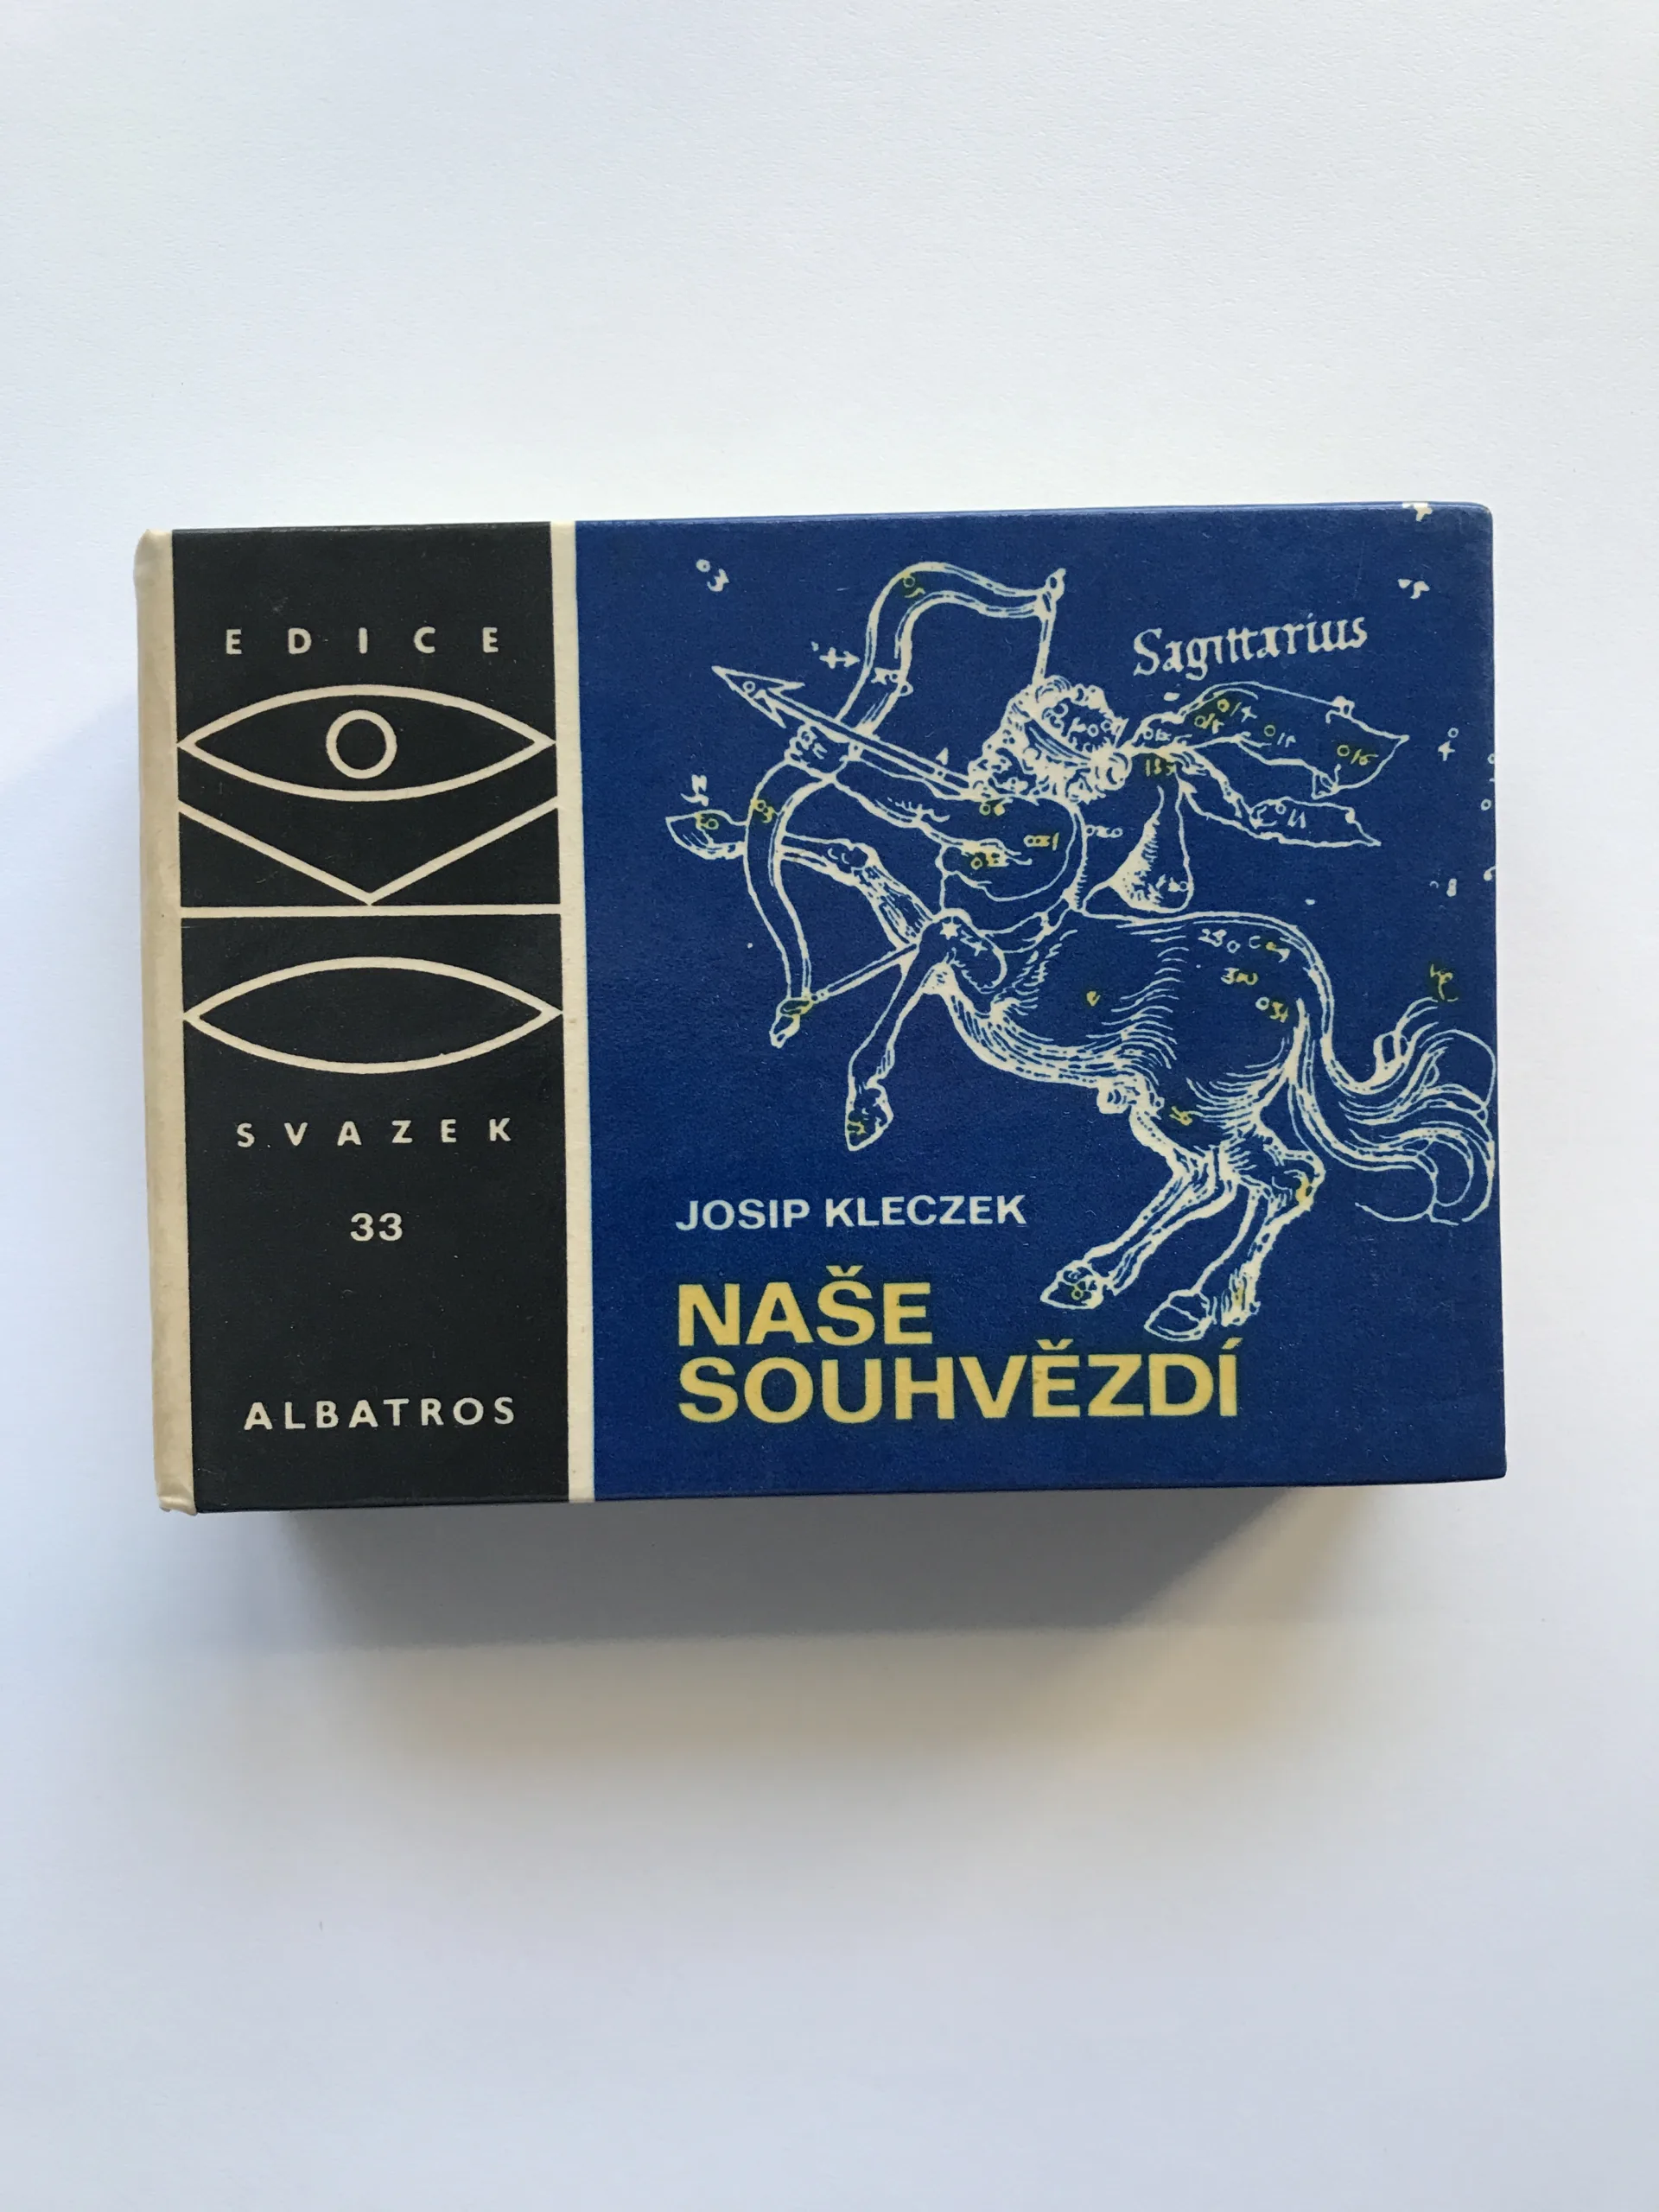 EDICE
SVAZEK
33
ALBATROS
Sagittarius
JOSIP KLECZEK
NAŠE
SOUHVĚZDÍ